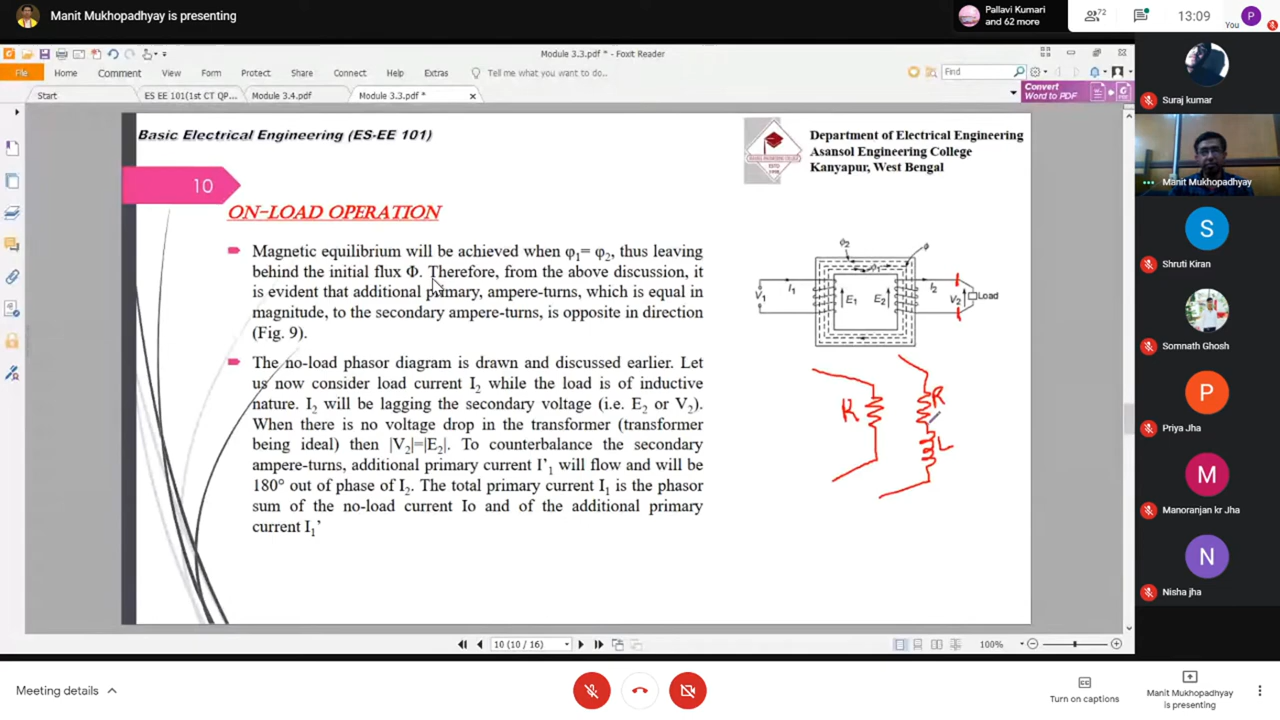 Manit Mukhopadhyay is presenting
Pallavi Kumari
and 62 more
72
13:09
You
P
Module 3.3.pdf * - Foxit Reader
File Home Comment View Form Protect Share Connect Help Extras Tell me what you want to do... Find
Start ES EE 101(1st CT QP... Module 3.4.pdf Module 3.3.pdf * Convert
Word to PDF
Basic Electrical Engineering (ES-EE 101)
Department of Electrical Engineering
Asansol Engineering College
Kanyapur, West Bengal
10
ON-LOAD OPERATION
Magnetic equilibrium will be achieved when φ1= φ2, thus leaving
behind the initial flux Φ. Therefore, from the above discussion, it
is evident that additional primary, ampere-turns, which is equal in
magnitude, to the secondary ampere-turns, is opposite in direction
(Fig. 9).
The no-load phasor diagram is drawn and discussed earlier. Let
us now consider load current I2 while the load is of inductive
nature. I2 will be lagging the secondary voltage (i.e. E2 or V2).
When there is no voltage drop in the transformer (transformer
being ideal) then |V2|=|E2|. To counterbalance the secondary
ampere-turns, additional primary current I'1 will flow and will be
180° out of phase of I2. The total primary current I1 is the phasor
sum of the no-load current Io and of the additional primary
current I1’
φ2 φ
φ1
I1 I2
V1 E1 E2 V2 Load
R R
L
10 (10 / 16)
100%
Suraj kumar
Manit Mukhopadhyay
S
Shruti Kiran
Somnath Ghosh
P
Priya Jha
M
Manoranjan kr Jha
N
Nisha jha
Meeting details
Turn on captions
Manit Mukhopadhyay
is presenting